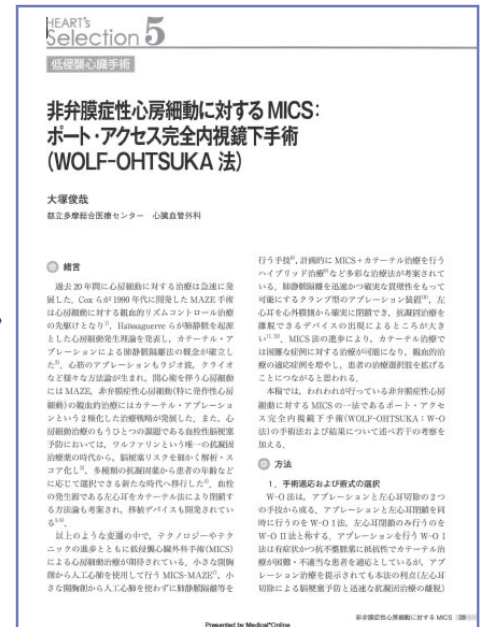 HEART's
Selection 5
低侵襲心臓手術
非弁膜症性心房細動に対する MICS：
ポート・アクセス完全内視鏡下手術
（WOLF-OHTSUKA 法）
大塚俊哉
都立多摩総合医療センター 心臓血管外科
緒言
過去 20 年間に心房細動に対する治療は急速に発
展した．Cox らが 1990 年代に開発した MAZE 手術
は心房細動に対する観血的リズムコントロール治療
の先駆けとなり1)，Haïssaguerre らが肺静脈を起源
とした心房細動発生理論を発表し，カテーテル・ア
ブレーションによる肺静脈隔離法の概念が確立し
た2)．心筋のアブレーションもラジオ波，クライオ
など様々な方法論が生まれ，開心術を伴う心房細動
には MAZE，非弁膜症性心房細動（特に発作性心房
細動）の観血的治療にはカテーテル・アブレーショ
ンという 2 極化した治療戦略が発展した．また，心
房細動治療のもうひとつの課題である血栓性脳梗塞
予防においては，ワルファリンという唯一の抗凝固
治療薬の時代から，脳梗塞リスクを細かく解析・ス
コア化し3)，多種類の抗凝固薬から患者の年齢など
に応じて選択できる新たな時代へ移行した4)．血栓
の発生源である左心耳をカテーテル法により閉鎖す
る方法論も考案され，移植デバイスも開発されてい
る5,6)．
以上のような変遷の中で，テクノロジーやテク
ニックの進歩とともに低侵襲心臓外科手術（MICS）
による心房細動治療が期待されている．小さな開胸
創から人工心肺を使用して行う MICS-MAZE7)，小
さな開胸創から人工心肺を使わずに肺静脈隔離等を
行う手技8)，計画的に MICS＋カテーテル治療を行う
ハイブリッド治療9)など多彩な治療法が考案されて
いる．肺静脈隔離を迅速かつ確実な貫壁性をもって
可能にするクランプ型のアブレーション装置10)，左
心耳を心外膜側から確実に閉鎖でき，抗凝固治療を
離脱できるデバイスの出現によるところが大き
い11,12)．MICS 法の進歩により，カテーテル治療で
は困難な症例に対する治療が可能になり，観血的治
療の適応症例を増やし，患者の治療選択肢を拡げる
ことにつながると思われる．
本稿では，われわれが行っている非弁膜症性心房
細動に対する MICS の一法であるポート・アクセ
ス完全内視鏡下手術（WOLF-OHTSUKA：W-O
法）の手術法および結果について述べ若干の考察を
加える．
方法
1．手術適応および術式の選択
W-O 法は，アブレーションと左心耳切除の 2 つ
の手技から成る．アブレーションと左心耳閉鎖を同
時に行うのを W-O I 法，左心耳閉鎖のみ行うのを
W-O II 法と称する．アブレーションを行う W-O I
法は有症状かつ抗不整脈薬に抵抗性でカテーテル治
療が困難・不適当な患者を適応としているが，アブ
レーション治療を提示されても本法の利点（左心耳
切除による脳梗塞予防と迅速な抗凝固治療の離脱）
非弁膜症性心房細動に対する MICS 29
Presented by Medical*Online